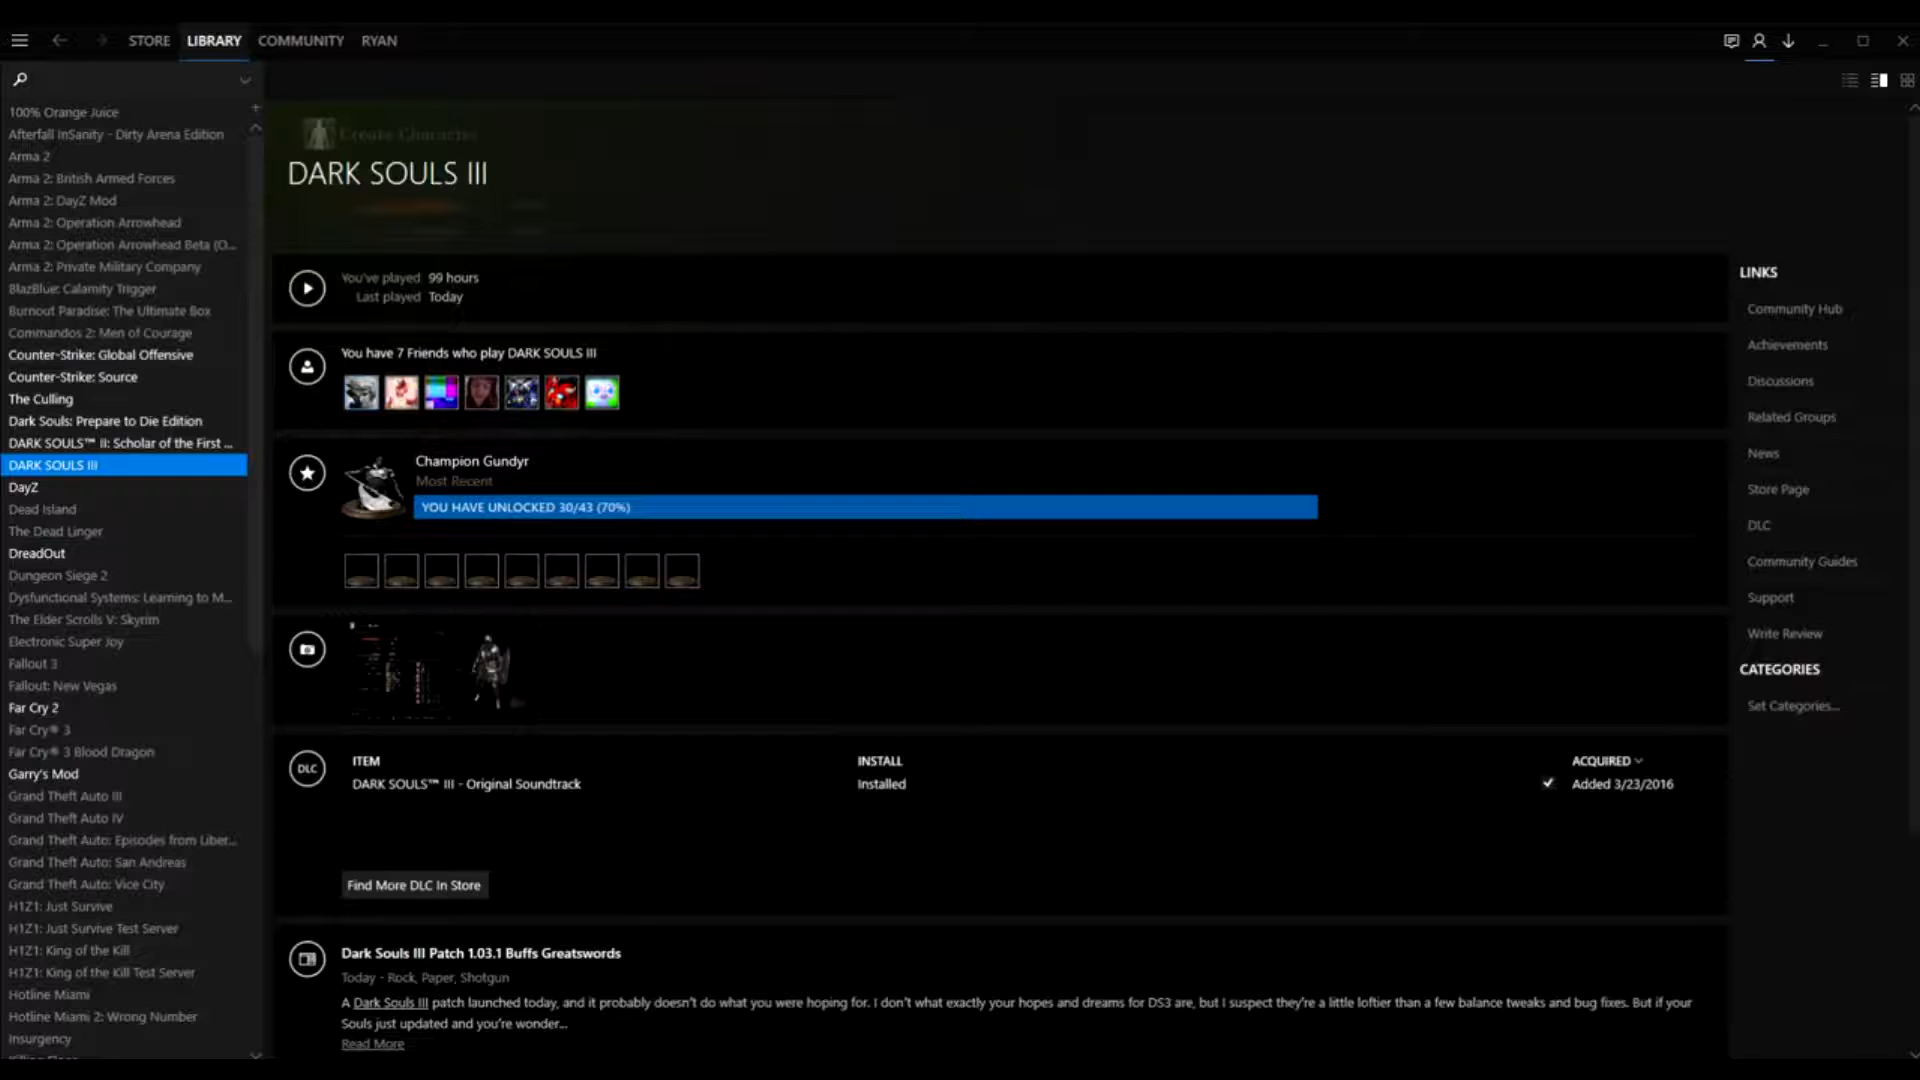 STORE LIBRARY COMMUNITY RYAN
100% Orange Juice
Afterfall InSanity - Dirty Arena Edition
Arma 2
Arma 2: British Armed Forces
Arma 2: DayZ Mod
Arma 2: Operation Arrowhead
Arma 2: Operation Arrowhead Beta (O...
Arma 2: Private Military Company
BlazBlue: Calamity Trigger
Burnout Paradise: The Ultimate Box
Commandos 2: Men of Courage
Counter-Strike: Global Offensive
Counter-Strike: Source
The Culling
Dark Souls: Prepare to Die Edition
DARK SOULS™ II: Scholar of the First ...
DARK SOULS III
DayZ
Dead Island
The Dead Linger
DreadOut
Dungeon Siege 2
Dysfunctional Systems: Learning to M...
The Elder Scrolls V: Skyrim
Electronic Super Joy
Fallout 3
Fallout: New Vegas
Far Cry 2
Far Cry® 3
Far Cry® 3 Blood Dragon
Garry's Mod
Grand Theft Auto III
Grand Theft Auto IV
Grand Theft Auto: Episodes from Liber...
Grand Theft Auto: San Andreas
Grand Theft Auto: Vice City
H1Z1: Just Survive
H1Z1: Just Survive Test Server
H1Z1: King of the Kill
H1Z1: King of the Kill Test Server
Hotline Miami
Hotline Miami 2: Wrong Number
Insurgency
Create Character
DARK SOULS III
You've played 99 hours
Last played Today
You have 7 Friends who play DARK SOULS III
Champion Gundyr
Most Recent
YOU HAVE UNLOCKED 30/43 (70%)
DLC
ITEM INSTALL ACQUIRED
DARK SOULS™ III - Original Soundtrack Installed Added 3/23/2016
Find More DLC In Store
Dark Souls III Patch 1.03.1 Buffs Greatswords
Today - Rock, Paper, Shotgun
A Dark Souls III patch launched today, and it probably doesn't do what you were hoping for. I don't what exactly your hopes and dreams for DS3 are, but I suspect they're a little loftier than a few balance tweaks and bug fixes. But if your
Souls just updated and you're wonder...
Read More
LINKS
Community Hub
Achievements
Discussions
Related Groups
News
Store Page
DLC
Community Guides
Support
Write Review
CATEGORIES
Set Categories...